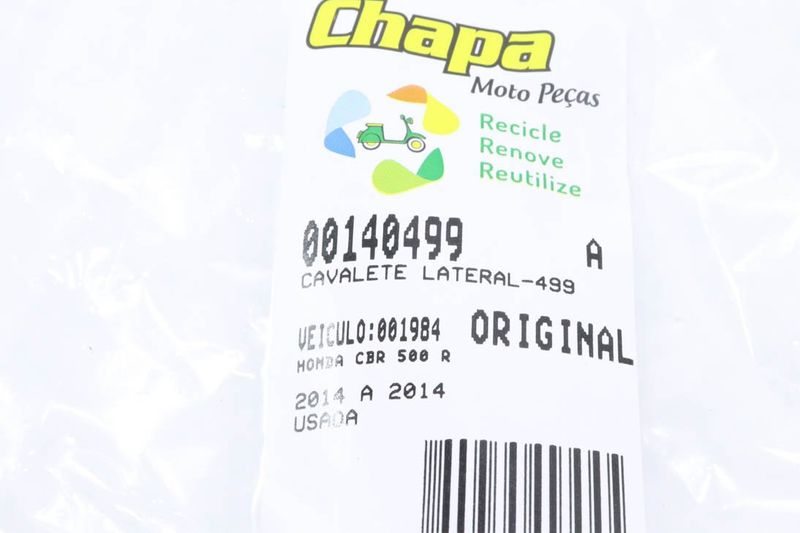 Chapa
Moto Peças
Recicle
Renove
Reutilize
00140499 A
CAVALETE LATERAL-499
VEICULO:001984 ORIGINAL
HONDA CBR 500 R
2014 A 2014
USADA